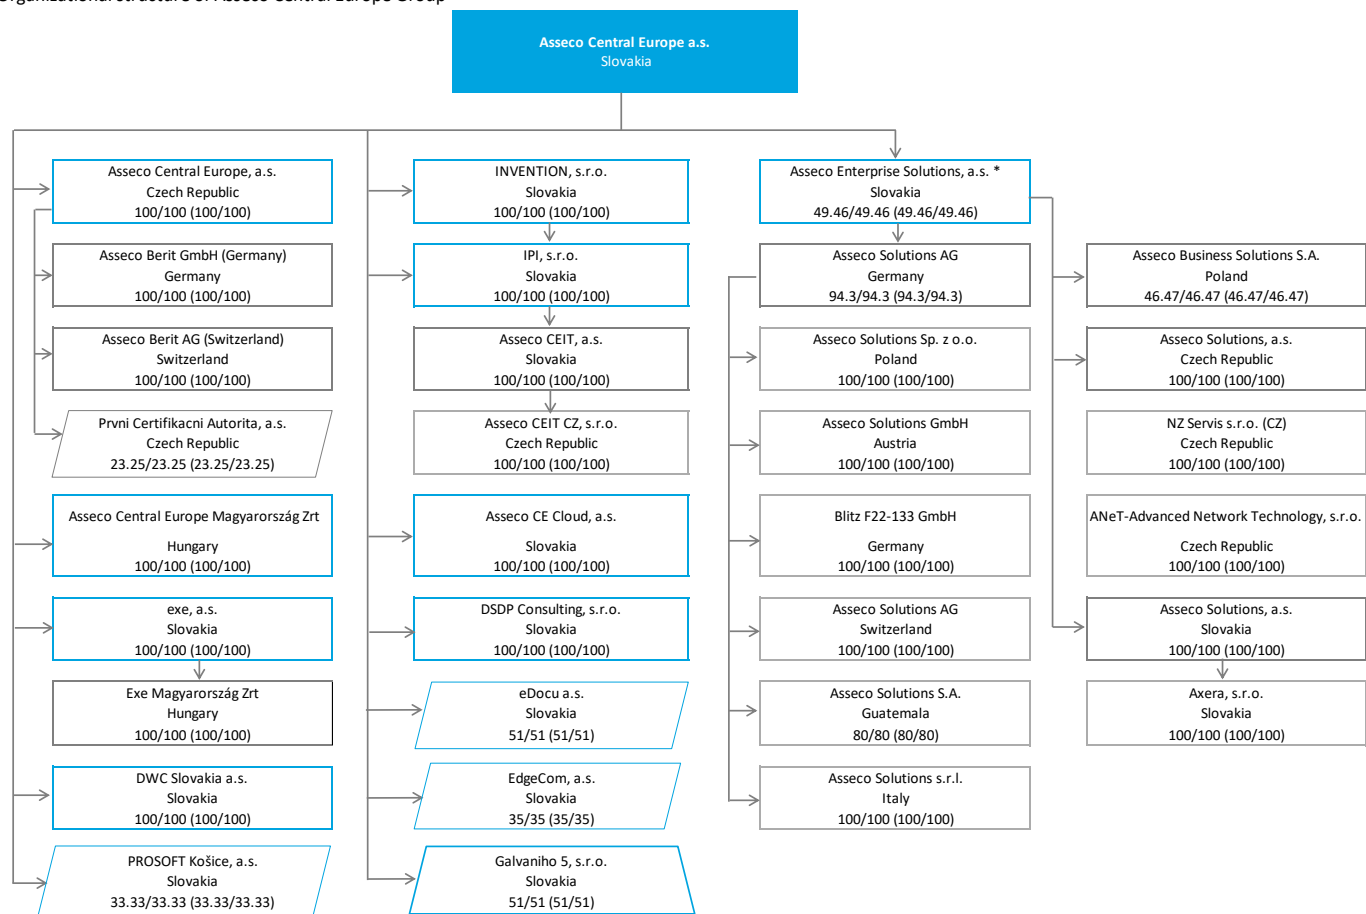 Organizational structure of Asseco Central Europe Group
Asseco Central Europe a.s.
Slovakia
Asseco Central Europe, a.s.
Czech Republic
100/100 (100/100)
Asseco Berit GmbH (Germany)
Germany
100/100 (100/100)
Asseco Berit AG (Switzerland)
Switzerland
100/100 (100/100)
Prvni Certifikacni Autorita, a.s.
Czech Republic
23.25/23.25 (23.25/23.25)
Asseco Central Europe Magyarország Zrt
Hungary
100/100 (100/100)
exe, a.s.
Slovakia
100/100 (100/100)
Exe Magyarország Zrt
Hungary
100/100 (100/100)
DWC Slovakia a.s.
Slovakia
100/100 (100/100)
PROSOFT Košice, a.s.
Slovakia
33.33/33.33 (33.33/33.33)
INVENTION, s.r.o.
Slovakia
100/100 (100/100)
IPI, s.r.o.
Slovakia
100/100 (100/100)
Asseco CEIT, a.s.
Slovakia
100/100 (100/100)
Asseco CEIT CZ, s.r.o.
Czech Republic
100/100 (100/100)
Asseco CE Cloud, a.s.
Slovakia
100/100 (100/100)
DSDP Consulting, s.r.o.
Slovakia
100/100 (100/100)
eDocu a.s.
Slovakia
51/51 (51/51)
EdgeCom, a.s.
Slovakia
35/35 (35/35)
Galvaniho 5, s.r.o.
Slovakia
51/51 (51/51)
Asseco Enterprise Solutions, a.s. *
Slovakia
49.46/49.46 (49.46/49.46)
Asseco Solutions AG
Germany
94.3/94.3 (94.3/94.3)
Asseco Solutions Sp. z o.o.
Poland
100/100 (100/100)
Asseco Solutions GmbH
Austria
100/100 (100/100)
Blitz F22-133 GmbH
Germany
100/100 (100/100)
Asseco Solutions AG
Switzerland
100/100 (100/100)
Asseco Solutions S.A.
Guatemala
80/80 (80/80)
Asseco Solutions s.r.l.
Italy
100/100 (100/100)
Asseco Business Solutions S.A.
Poland
46.47/46.47 (46.47/46.47)
Asseco Solutions, a.s.
Czech Republic
100/100 (100/100)
NZ Servis s.r.o. (CZ)
Czech Republic
100/100 (100/100)
ANeT-Advanced Network Technology, s.r.o.
Czech Republic
100/100 (100/100)
Asseco Solutions, a.s.
Slovakia
100/100 (100/100)
Axera, s.r.o.
Slovakia
100/100 (100/100)